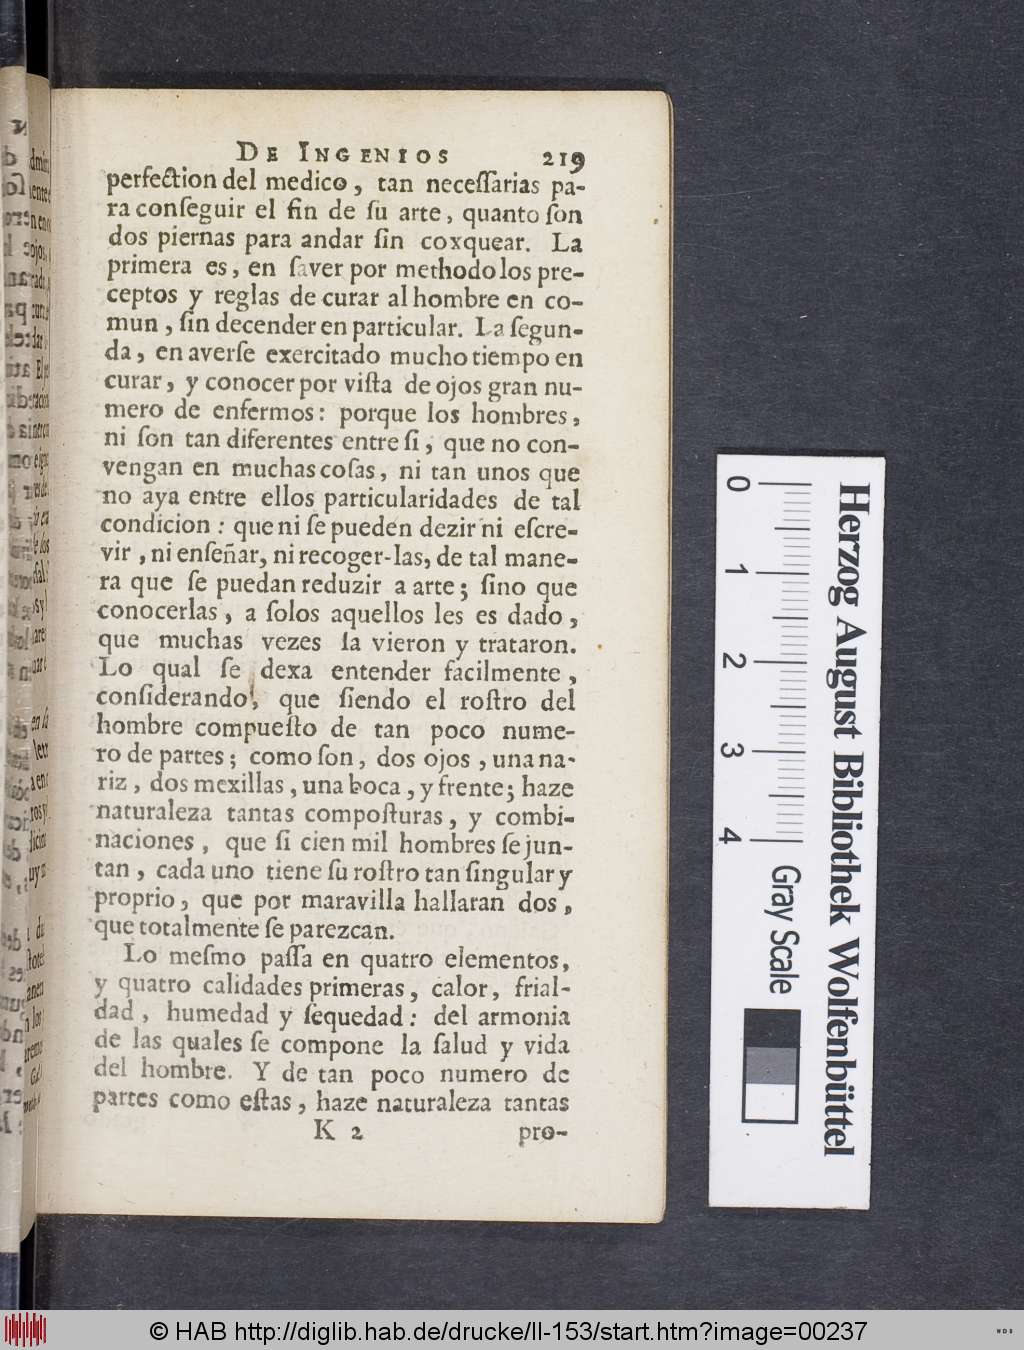 DE INGENIOS 219
perfection del medico, tan neceſſarias pa-
ra conſeguir el fin de ſu arte, quanto ſon
dos piernas para andar ſin coxquear. La
primera es, en ſaver por methodo los pre-
ceptos y reglas de curar al hombre en co-
mun, ſin decender en particular. La ſegun-
da, en averſe exercitado mucho tiempo en
curar, y conocer por viſta de ojos gran nu-
mero de enfermos: porque los hombres,
ni ſon tan diferentes entre ſi, que no con-
vengan en muchas coſas, ni tan unos que
no aya entre ellos particularidades de tal
condicion: que ni ſe pueden dezir ni eſcre-
vir, ni enſeñar, ni recoger-las, de tal mane-
ra que ſe puedan reduzir a arte; ſino que
conocerlas, a ſolos aquellos les es dado,
que muchas vezes la vieron y trataron.
Lo qual ſe dexa entender facilmente,
conſiderando, que ſiendo el roſtro del
hombre compueſto de tan poco nume-
ro de partes; como ſon, dos ojos, una na-
riz, dos mexillas, una boca, y frente; haze
naturaleza tantas compoſturas, y combi-
naciones, que ſi cien mil hombres ſe jun-
tan, cada uno tiene ſu roſtro tan ſingular y
proprio, que por maravilla hallaran dos,
que totalmente ſe parezcan.
Lo meſmo paſſa en quatro elementos,
y quatro calidades primeras, calor, frial-
dad, humedad y ſequedad: del armonia
de las quales ſe compone la ſalud y vida
del hombre. Y de tan poco numero de
partes como eſtas, haze naturaleza tantas
K 2 pro-
0 1 2 3 4
Gray Scale
Herzog August Bibliothek Wolfenbüttel
© HAB http://diglib.hab.de/drucke/ll-153/start.htm?image=00237